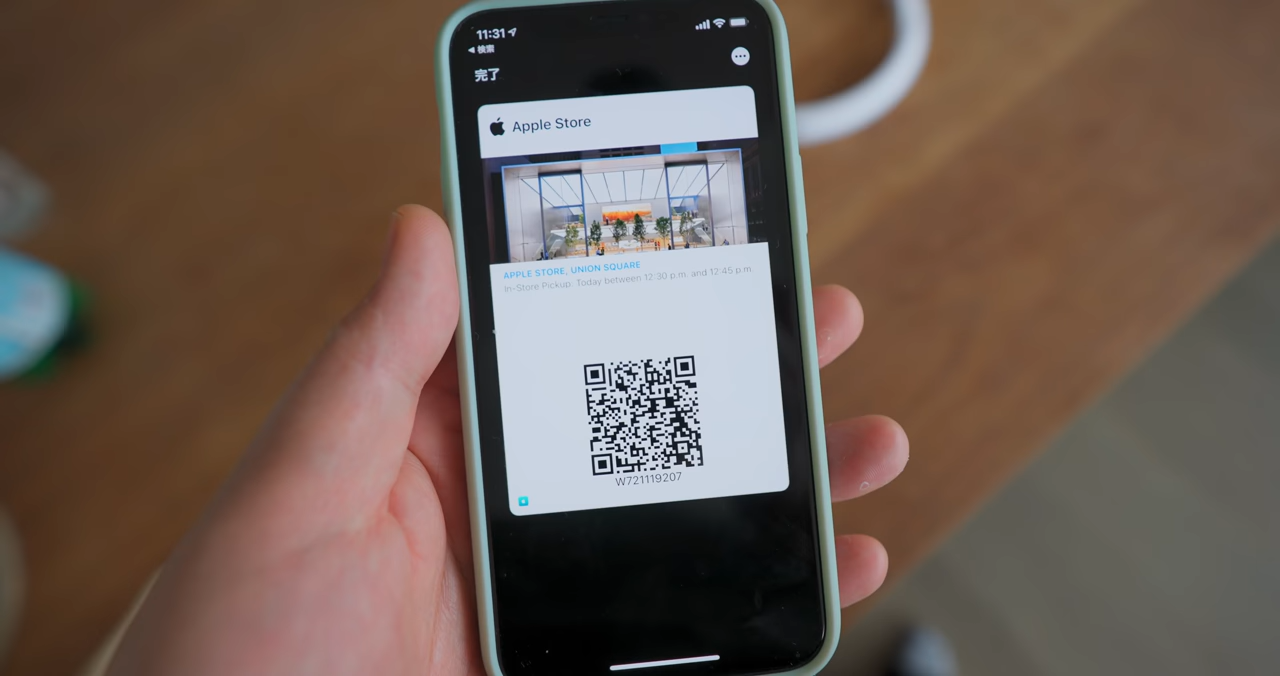 11:31
◀ 検索
完了
Apple Store
APPLE STORE, UNION SQUARE
In-Store Pickup. Today between 12:30 p.m. and 12:45 p.m
W721119207